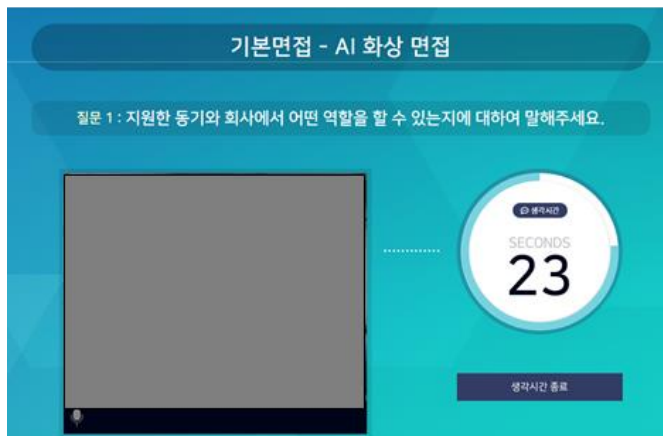 기본면접 - AI 화상 면접
질문 1 : 지원한 동기와 회사에서 어떤 역할을 할 수 있는지에 대하여 말해주세요.
생각시간
SECONDS
23
생각시간 종료